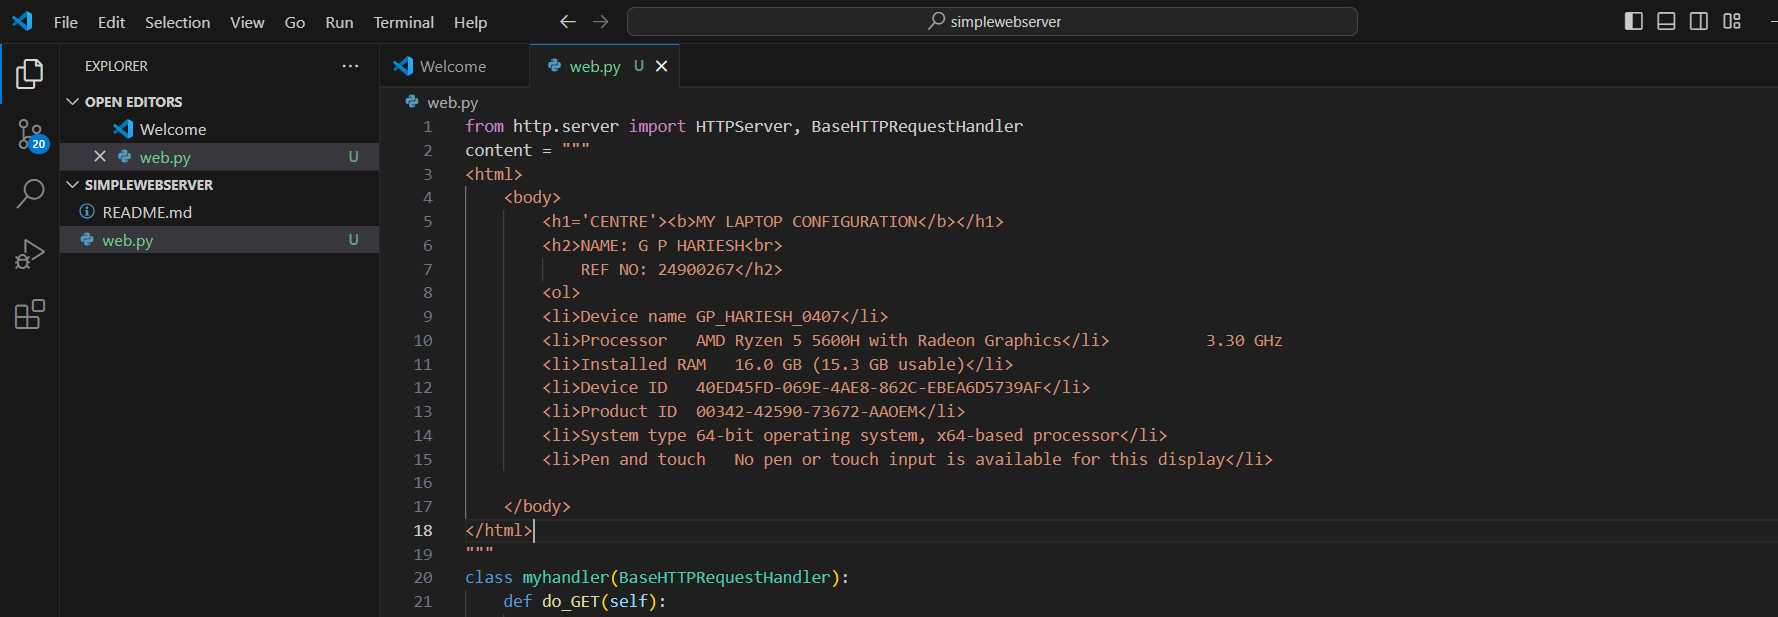 File Edit Selection View Go Run Terminal Help
simplewebserver
EXPLORER
OPEN EDITORS
Welcome
web.py U
SIMPLEWEBSERVER
README.md
web.py U
20
Welcome
web.py U
web.py
1 from http.server import HTTPServer, BaseHTTPRequestHandler
2 content = """
3 <html>
4 <body>
5 <h1='CENTRE'><b>MY LAPTOP CONFIGURATION</b></h1>
6 <h2>NAME: G P HARIESH<br>
7 REF NO: 24900267</h2>
8 <ol>
9 <li>Device name GP_HARIESH_0407</li>
10 <li>Processor AMD Ryzen 5 5600H with Radeon Graphics</li> 3.30 GHz
11 <li>Installed RAM 16.0 GB (15.3 GB usable)</li>
12 <li>Device ID 40ED45FD-069E-4AE8-862C-EBEA6D5739AF</li>
13 <li>Product ID 00342-42590-73672-AAOEM</li>
14 <li>System type 64-bit operating system, x64-based processor</li>
15 <li>Pen and touch No pen or touch input is available for this display</li>
16
17 </body>
18 </html>
19 """
20 class myhandler(BaseHTTPRequestHandler):
21 def do_GET(self):